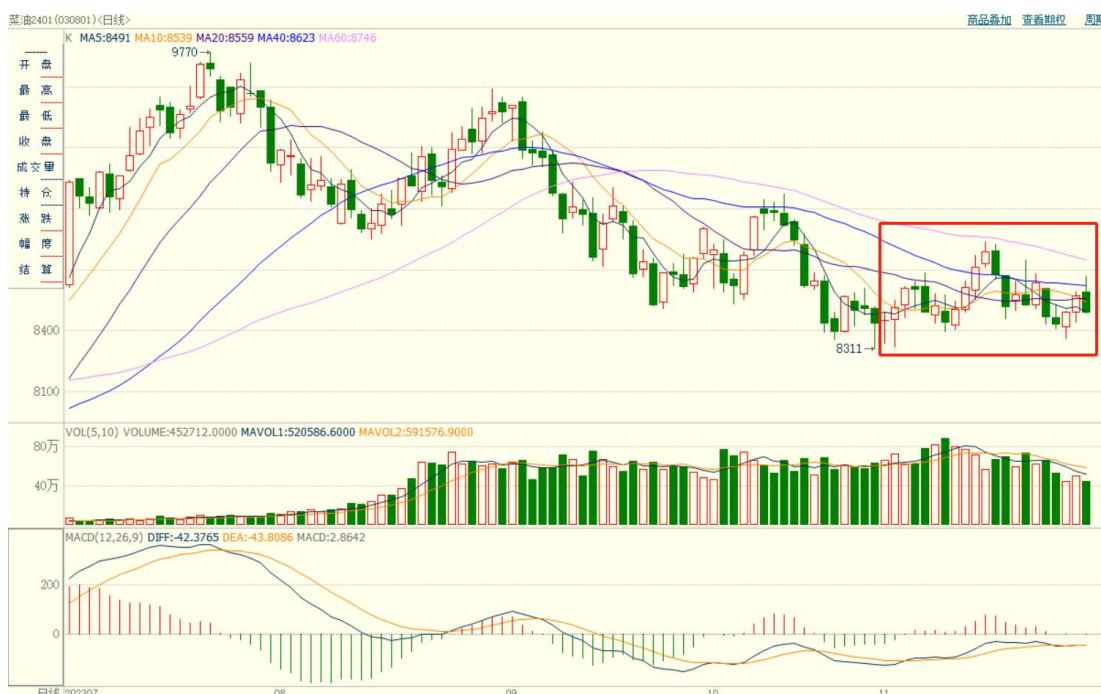 菜油2401(030801)<日线>
商品叠加 查看期权 周期
K MA5:8491 MA10:8539 MA20:8559 MA40:8623 MA60:8746
9770→
开 盘
最 高
最 低
收 盘
成交量
持 仓
涨 跌
幅 度
结 算
8400
8311→
8100
VOL(5,10) VOLUME:452712.0000 MAVOL1:520586.6000 MAVOL2:591576.9000
80万
40万
MACD(12,26,9) DIFF:-42.3765 DEA:-43.8086 MACD:2.8642
200
0
日线 202307 08 09 10 11